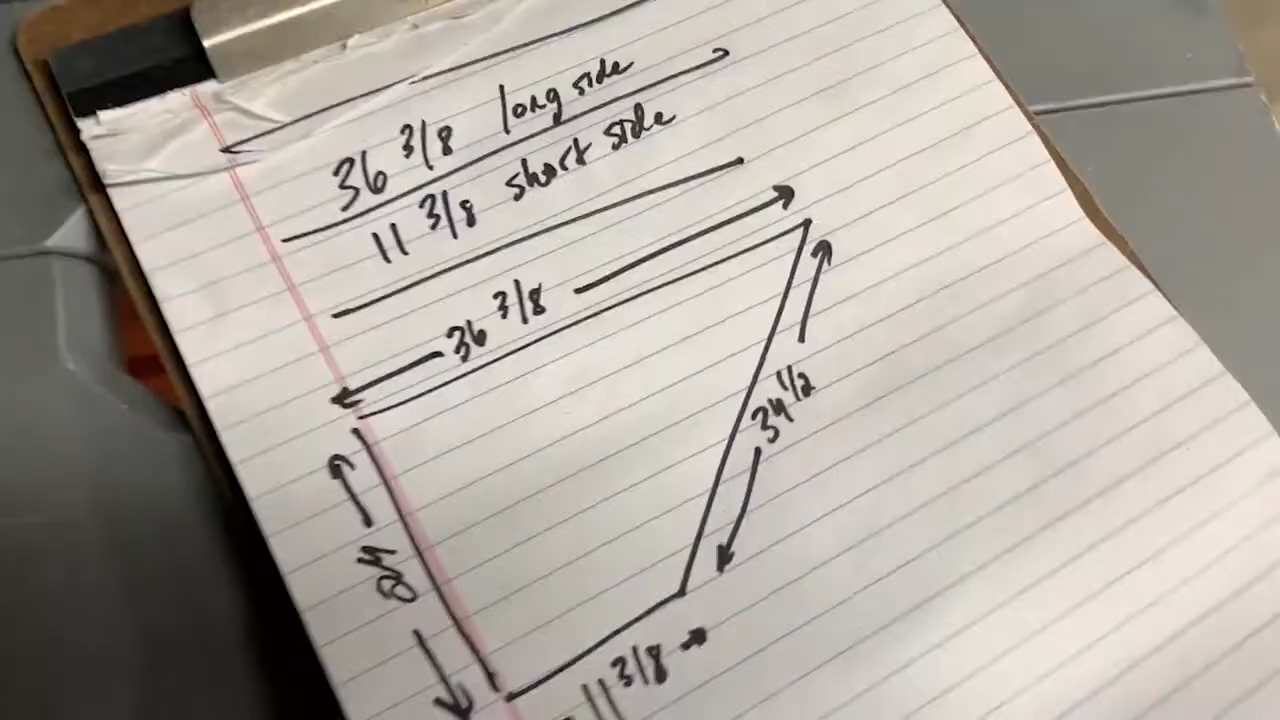 36 3/8 long side
11 3/8 short side
36 3/8
34 1/2
24
11 3/8